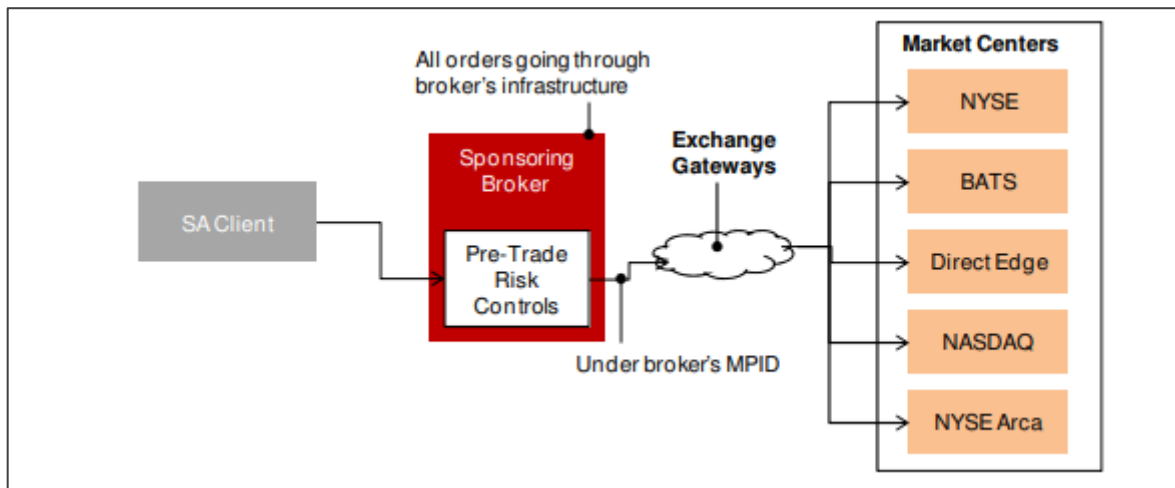 All orders going through
broker's infrastructure
Sponsoring
Broker
SA Client
Pre-Trade
Risk
Controls
Under broker's MPID
Exchange
Gateways
Market Centers
NYSE
BATS
Direct Edge
NASDAQ
NYSE Arca